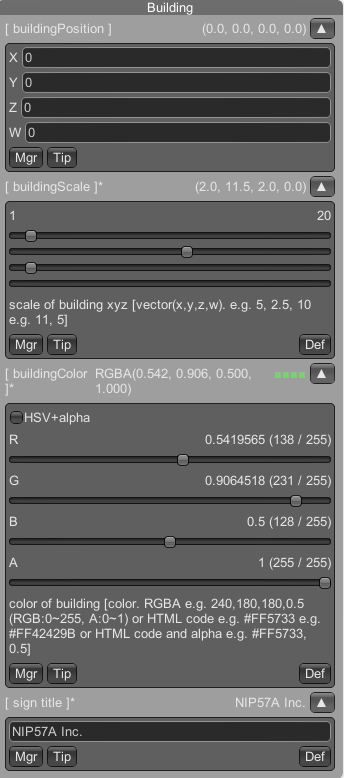 Building
[ buildingPosition ] (0.0, 0.0, 0.0, 0.0) ▲
X 0
Y 0
Z 0
W 0
Mgr Tip
[ buildingScale ]* (2.0, 11.5, 2.0, 0.0) ▲
1 20
scale of building xyz [vector(x,y,z,w). e.g. 5, 2.5, 10
e.g. 11, 5]
Mgr Tip Def
[ buildingColor RGBA(0.542, 0.906, 0.500, ▲
]* 1.000)
HSV+alpha
R 0.5419565 (138 / 255)
G 0.9064518 (231 / 255)
B 0.5 (128 / 255)
A 1 (255 / 255)
color of building [color. RGBA e.g. 240,180,180,0.5
(RGB:0~255, A:0~1) or HTML code e.g. #FF5733 e.g.
#FF42429B or HTML code and alpha e.g. #FF5733,
0.5]
Mgr Tip Def
[ sign title ]* NIP57A Inc. ▲
NIP57A Inc.
Mgr Tip Def